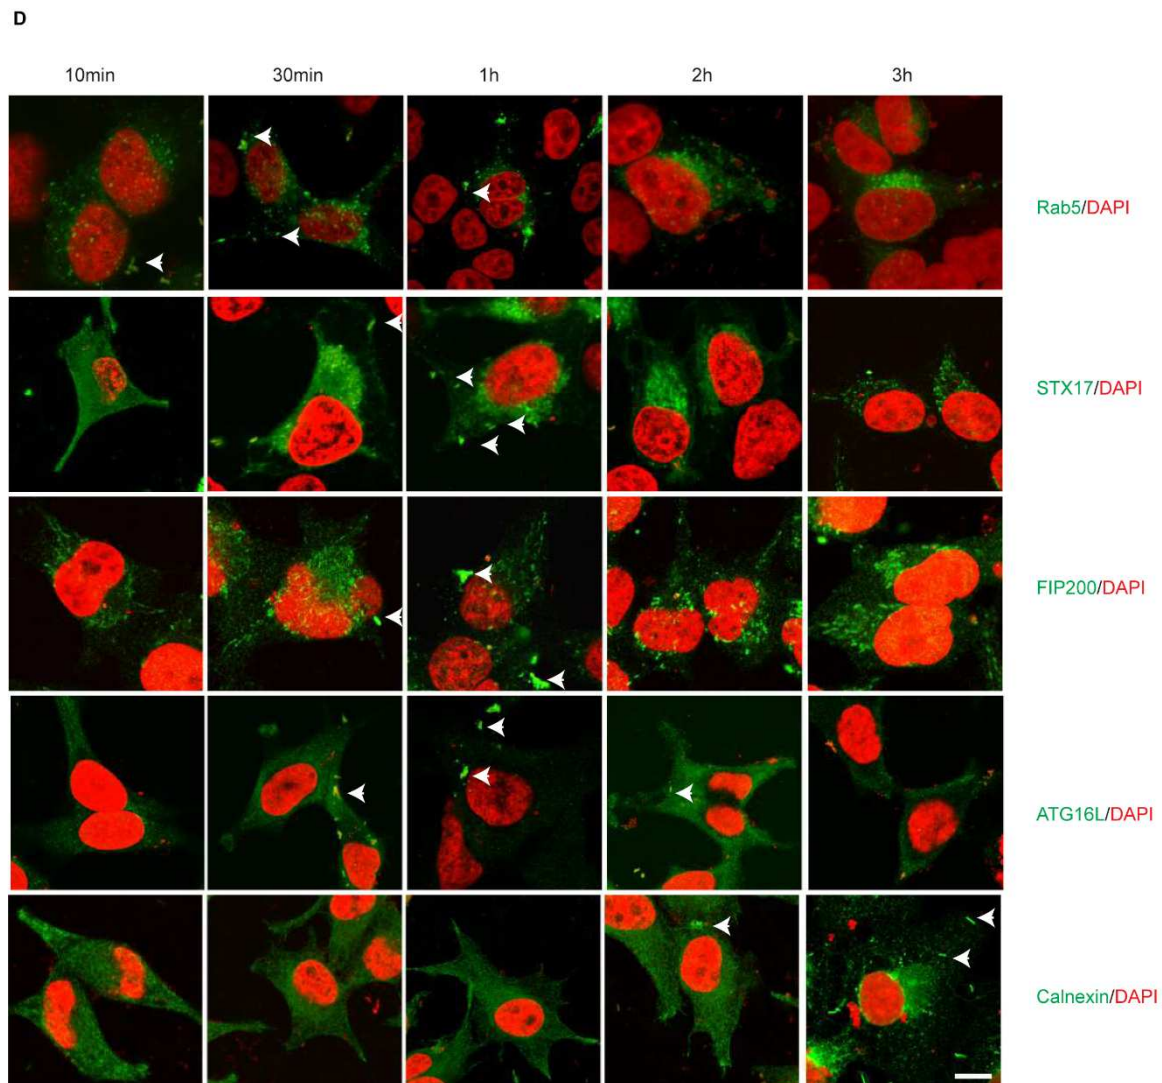 D
10min 30min 1h 2h 3h
Rab5/DAPI
STX17/DAPI
FIP200/DAPI
ATG16L/DAPI
Calnexin/DAPI